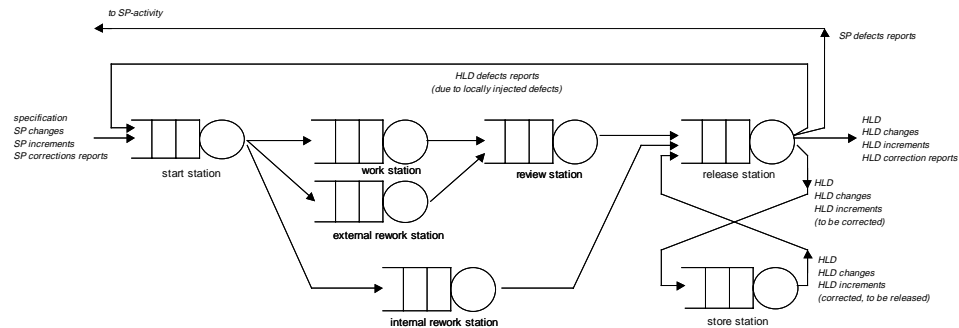 to SP-activity
SP defects reports
HLD defects reports
(due to locally injected defects)
specification
SP changes
SP increments
SP corrections reports
HLD
HLD changes
HLD increments
HLD correction reports
start station
work station
review station
release station
HLD
HLD changes
HLD increments
(to be corrected)
external rework station
HLD
HLD changes
HLD increments
(corrected, to be released)
internal rework station
store station